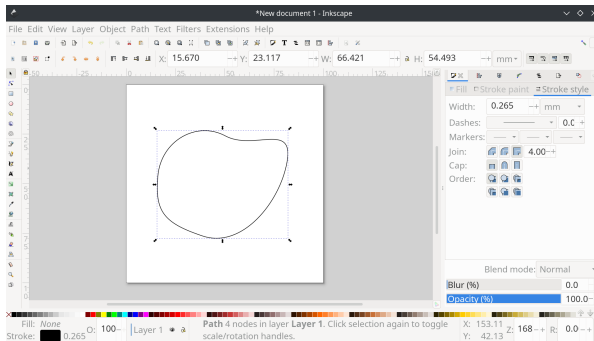 *New document 1 - Inkscape
File Edit View Layer Object Path Text Filters Extensions Help
X: 15.670 Y: 23.117 W: 66.421 H: 54.493 mm
Fill Stroke paint Stroke style
Width: 0.265 mm
Dashes: 0.0
Markers:
Join: 4.00
Cap:
Order:
Blend mode: Normal
Blur (%) 0.0
Opacity (%) 100.0
Fill: None O: 100 Layer 1 Path 4 nodes in layer Layer 1. Click selection again to toggle X: 153.11 Z: 168 R: 0.0
Stroke: 0.265 scale/rotation handles. Y: 42.13